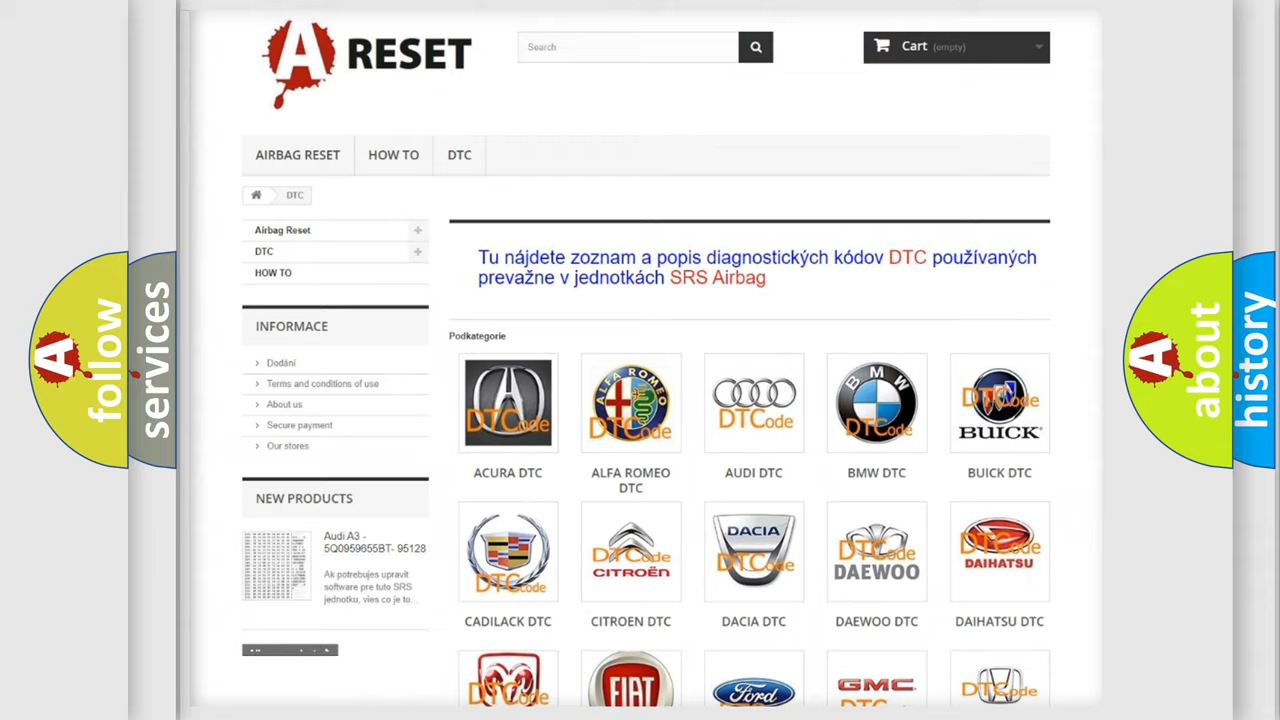 A RESET
Search
Cart (empty)
AIRBAG RESET
HOW TO
DTC
DTC
Airbag Reset
DTC
HOW TO
INFORMACE
Dodání
Terms and conditions of use
About us
Secure payment
Our stores
NEW PRODUCTS
Audi A3 -
5Q0959655BT- 95128
Ak potrebujes upravit
software pre tuto SRS
jednotku, vies co je to...
Tu nájdete zoznam a popis diagnostických kódov DTC používaných
prevažne v jednotkách SRS Airbag
Podkategorie
DTCode
ALFA ROMEO
DTCode
DTCode
BMW
DTCode
DTCode
BUICK
ACURA DTC
ALFA ROMEO
DTC
AUDI DTC
BMW DTC
BUICK DTC
DTCode
DTCode
CITROËN
DACIA
DTCode
DTCode
DAEWOO
DTCode
DAIHATSU
CADILACK DTC
CITROEN DTC
DACIA DTC
DAEWOO DTC
DAIHATSU DTC
DTCode
FIAT
Ford
GMC
DTCode
A follow
services
A about
history